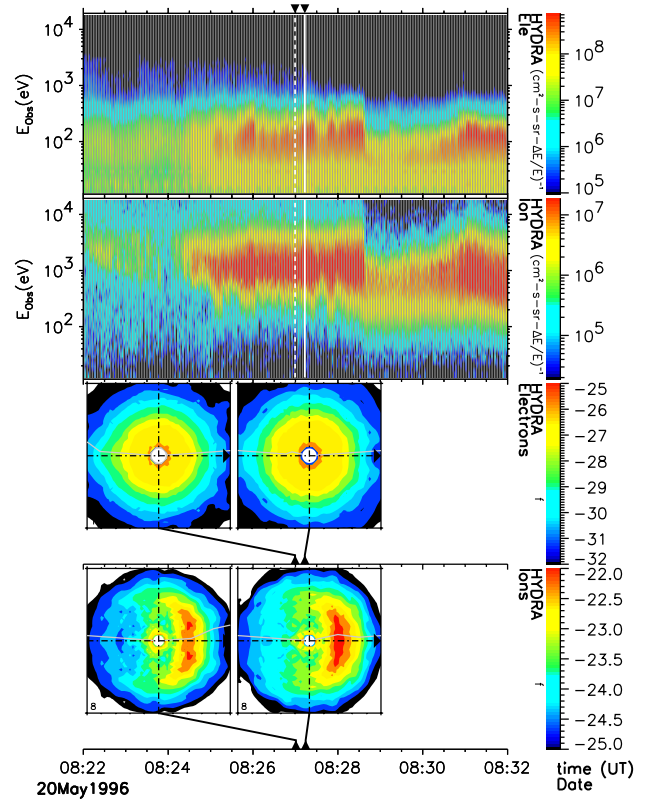 10⁴
10³
10²
E_Obs(eV)
HYDRA
Ele
(cm²-s-sr-ΔE/E)⁻¹
10⁸
10⁷
10⁶
10⁵
10⁴
10³
10²
E_Obs(eV)
HYDRA
Ion
(cm²-s-sr-ΔE/E)⁻¹
10⁷
10⁶
10⁵
HYDRA
Electrons
f
-25
-26
-27
-28
-29
-30
-31
-32
8
8
HYDRA
Ions
f
-22.0
-22.5
-23.0
-23.5
-24.0
-24.5
-25.0
08:22 08:24 08:26 08:28 08:30 08:32
time (UT)
20May1996
Date